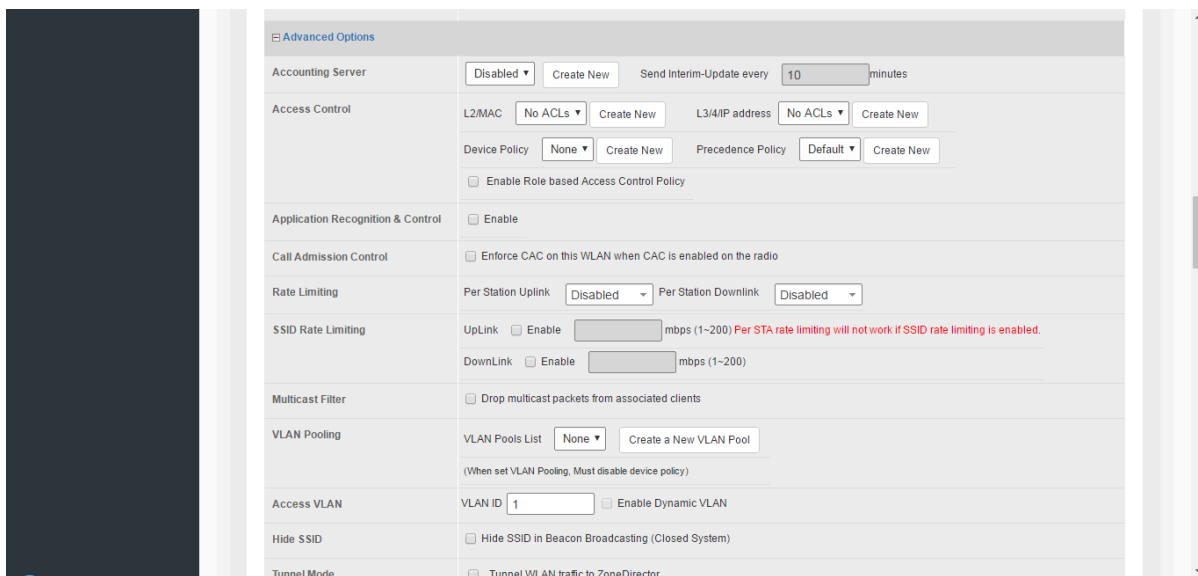 Advanced Options
Accounting Server Disabled Create New Send Interim-Update every 10 minutes
Access Control L2/MAC No ACLs Create New L3/4/IP address No ACLs Create New
Device Policy None Create New Precedence Policy Default Create New
Enable Role based Access Control Policy
Application Recognition & Control Enable
Call Admission Control Enforce CAC on this WLAN when CAC is enabled on the radio
Rate Limiting Per Station Uplink Disabled Per Station Downlink Disabled
SSID Rate Limiting UpLink Enable mbps (1~200) Per STA rate limiting will not work if SSID rate limiting is enabled.
DownLink Enable mbps (1~200)
Multicast Filter Drop multicast packets from associated clients
VLAN Pooling VLAN Pools List None Create a New VLAN Pool
(When set VLAN Pooling, Must disable device policy)
Access VLAN VLAN ID 1 Enable Dynamic VLAN
Hide SSID Hide SSID in Beacon Broadcasting (Closed System)
Tunnel Mode Tunnel WLAN traffic to ZoneDirector